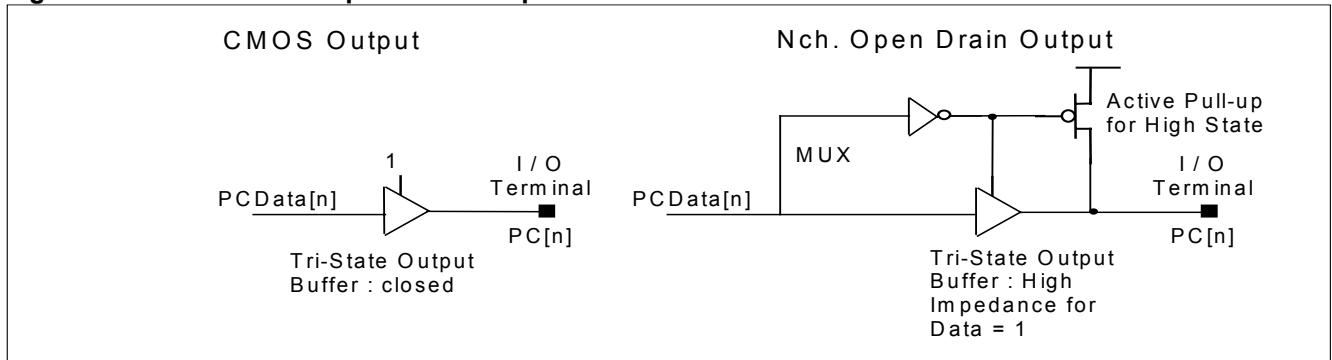 CMOS Output
1
PCData[n]
I / O
Terminal
PC[n]
Tri-State Output
Buffer : closed
Nch. Open Drain Output
Active Pull-up
for High State
MUX
PCData[n]
I / O
Terminal
PC[n]
Tri-State Output
Buffer : High
Impedance for
Data = 1